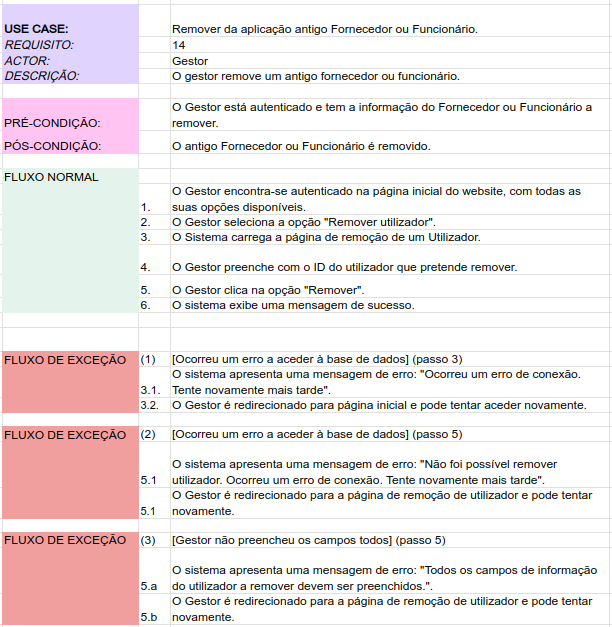 USE CASE: Remover da aplicação antigo Fornecedor ou Funcionário.
REQUISITO: 14
ACTOR: Gestor
DESCRIÇÃO: O gestor remove um antigo fornecedor ou funcionário.
O Gestor está autenticado e tem a informação do Fornecedor ou Funcionário a
PRÉ-CONDIÇÃO: remover.
PÓS-CONDIÇÃO: O antigo Fornecedor ou Funcionário é removido.
FLUXO NORMAL
O Gestor encontra-se autenticado na página inicial do website, com todas as
1. suas opções disponíveis.
2. O Gestor seleciona a opção "Remover utilizador".
3. O Sistema carrega a página de remoção de um Utilizador.
4. O Gestor preenche com o ID do utilizador que pretende remover.
5. O Gestor clica na opção "Remover".
6. O sistema exibe uma mensagem de sucesso.
FLUXO DE EXCEÇÃO (1) [Ocorreu um erro a aceder à base de dados] (passo 3)
O sistema apresenta uma mensagem de erro: "Ocorreu um erro de conexão.
3.1. Tente novamente mais tarde".
3.2. O Gestor é redirecionado para página inicial e pode tentar aceder novamente.
FLUXO DE EXCEÇÃO (2) [Ocorreu um erro a aceder à base de dados] (passo 5)
O sistema apresenta uma mensagem de erro: "Não foi possível remover
5.1 utilizador. Ocorreu um erro de conexão. Tente novamente mais tarde".
O Gestor é redirecionado para a página de remoção de utilizador e pode tentar
5.1 novamente.
FLUXO DE EXCEÇÃO (3) [Gestor não preencheu os campos todos] (passo 5)
O sistema apresenta uma mensagem de erro: "Todos os campos de informação
5.a do utilizador a remover devem ser preenchidos.".
O Gestor é redirecionado para a página de remoção de utilizador e pode tentar
5.b novamente.